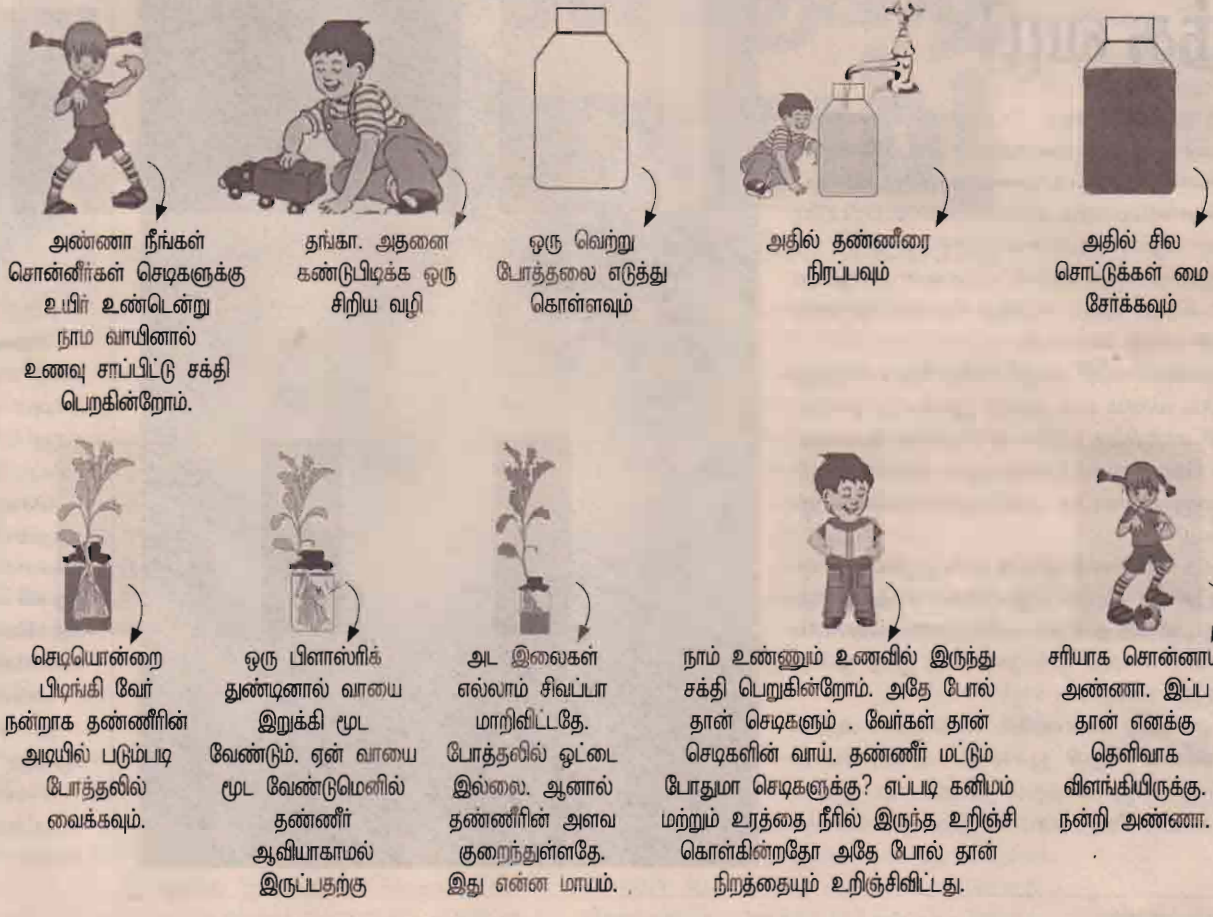 அண்ணா நீங்கள்
சொன்னீர்கள் செடிகளுக்கு
உயிர் உண்டென்று
நாம வாயினால்
உணவு சாப்பிட்டு சக்தி
பெறகின்றோம்.
தங்கா. அதனை
கண்டுபிடிக்க ஒரு
சிறிய வழி
ஒரு வெற்று
போத்தலை எடுத்து
கொள்ளவும்
அதில் தண்ணீரை
நிரப்பவும்
அதில் சில
சொட்டுக்கள் மை
சேர்க்கவும்
செடியொன்றை
பிடிங்கி வேர்
நன்றாக தண்ணீரின்
அடியில் படும்படி
போத்தலில்
வைக்கவும்.
ஒரு பிளாஸ்ரிக்
துண்டினால் வாயை
இறுக்கி மூட
வேண்டும். ஏன் வாயை
மூட வேண்டுமெனில்
தண்ணீர்
ஆவியாகாமல்
இருப்பதற்கு
அட இலைகள்
எல்லாம் சிவப்பா
மாறிவிட்டதே.
போத்தலில் ஒட்டை
இல்லை. ஆனால்
தண்ணீரின் அளவ
குறைந்துள்ளதே.
இது என்ன மாயம்.
நாம் உண்ணும் உணவில் இருந்து
சக்தி பெறுகின்றோம். அதே போல்
தான் செடிகளும் . வேர்கள் தான்
செடிகளின் வாய். தண்ணீர் மட்டும்
போதுமா செடிகளுக்கு? எப்படி கனிமம்
மற்றும் உரத்தை நீரில் இருந்த உறிஞ்சி
கொள்கின்றதோ அதே போல் தான்
நிறத்தையும் உறிஞ்சிவிட்டது.
சரியாக
அண்ணா. இப்ப
தான் எனக்கு
தெளிவாக
விளங்கியிருக்கு.
நன்றி அண்ணா.